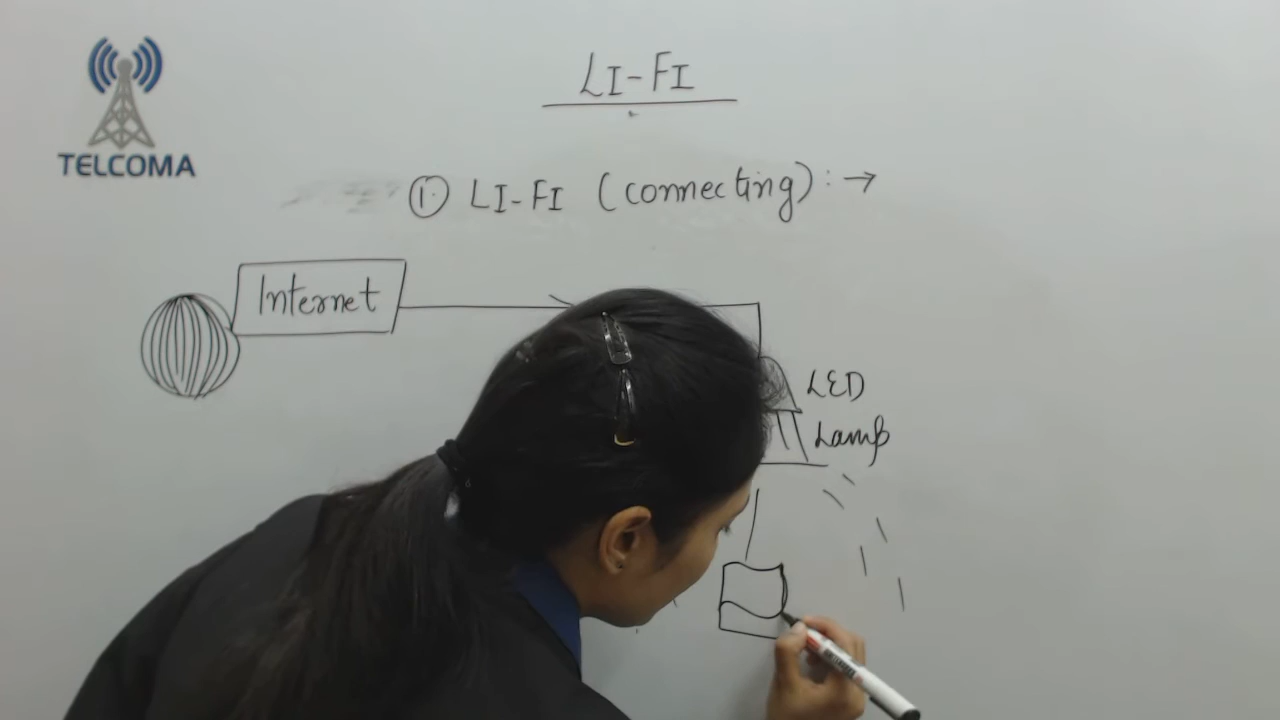 TELCOMA
LI-FI
① LI-FI (connecting) : →
Internet
LED
Lamp